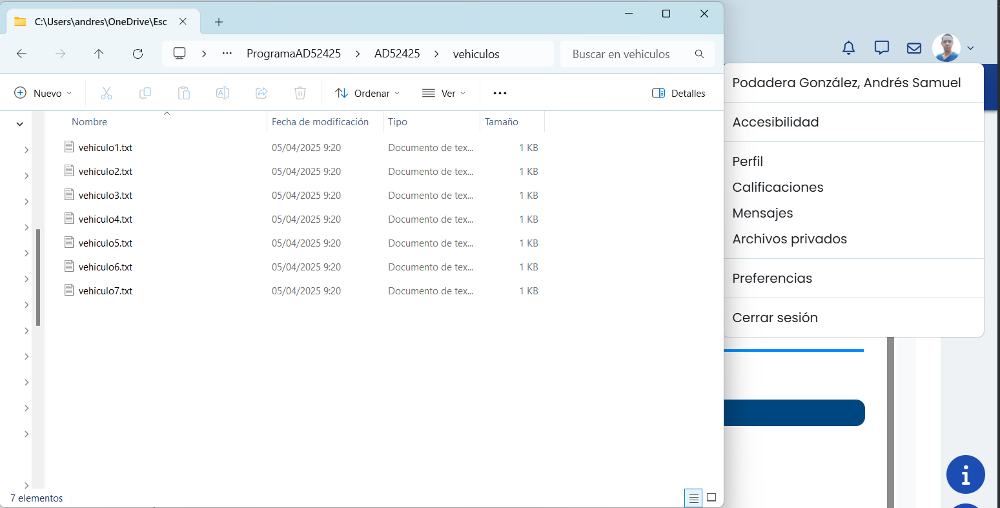 C:\Users\andres\OneDrive\Esc
ProgramaAD52425 > AD52425 > vehiculos
Buscar en vehiculos
Nuevo
Ordenar
Ver
Detalles
Nombre Fecha de modificación Tipo Tamaño
vehiculo1.txt 05/04/2025 9:20 Documento de tex... 1 KB
vehiculo2.txt 05/04/2025 9:20 Documento de tex... 1 KB
vehiculo3.txt 05/04/2025 9:20 Documento de tex... 1 KB
vehiculo4.txt 05/04/2025 9:20 Documento de tex... 1 KB
vehiculo5.txt 05/04/2025 9:20 Documento de tex... 1 KB
vehiculo6.txt 05/04/2025 9:20 Documento de tex... 1 KB
vehiculo7.txt 05/04/2025 9:20 Documento de tex... 1 KB
7 elementos
Podadera González, Andrés Samuel
Accesibilidad
Perfil
Calificaciones
Mensajes
Archivos privados
Preferencias
Cerrar sesión